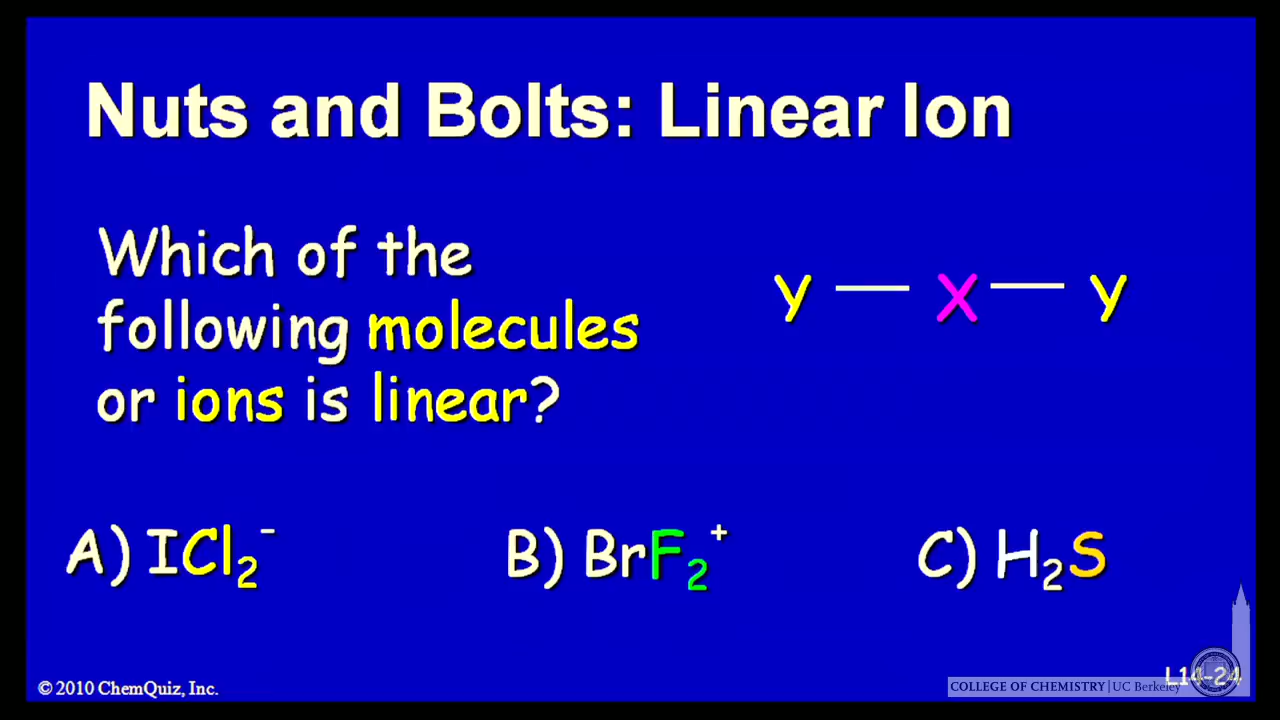 Nuts and Bolts: Linear Ion
Which of the
following molecules
or ions is linear?
Y — X — Y
A) ICl₂⁻ B) BrF₂⁺ C) H₂S
© 2010 ChemQuiz, Inc.
L14-24
COLLEGE OF CHEMISTRY | UC Berkeley